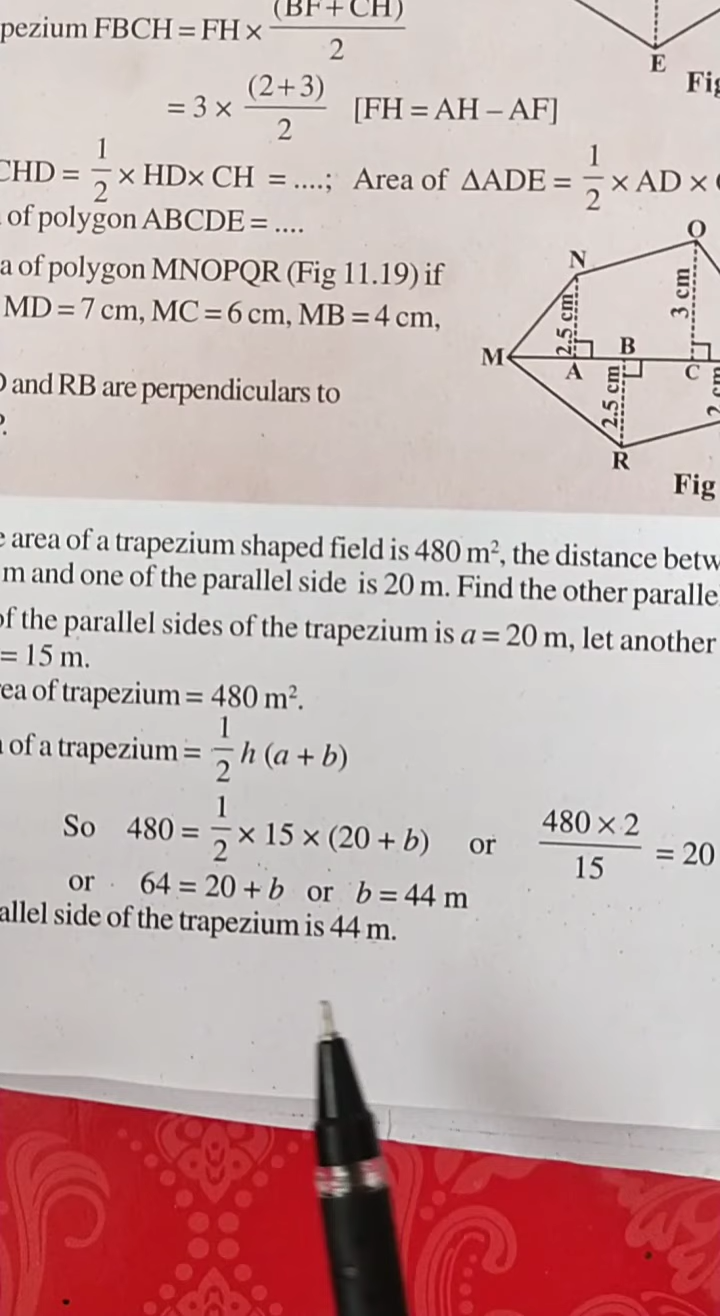 pezium FBCH = FH × (BF + CH) / 2
= 3 × (2+3) / 2 [FH = AH – AF]
CHD = 1/2 × HD× CH = ....; Area of ΔADE = 1/2 × AD ×
of polygon ABCDE = ....
a of polygon MNOPQR (Fig 11.19) if
MD = 7 cm, MC = 6 cm, MB = 4 cm,
and RB are perpendiculars to
E
Fig
N
O
M
A
B
C
R
2.5 cm
3 cm
2.5 cm
Fig
area of a trapezium shaped field is 480 m², the distance betw
m and one of the parallel side is 20 m. Find the other paralle
of the parallel sides of the trapezium is a = 20 m, let another
= 15 m.
ea of trapezium = 480 m².
of a trapezium = 1/2 h (a + b)
So 480 = 1/2 × 15 × (20 + b) or 480 × 2 / 15 = 20
or 64 = 20 + b or b = 44 m
allel side of the trapezium is 44 m.